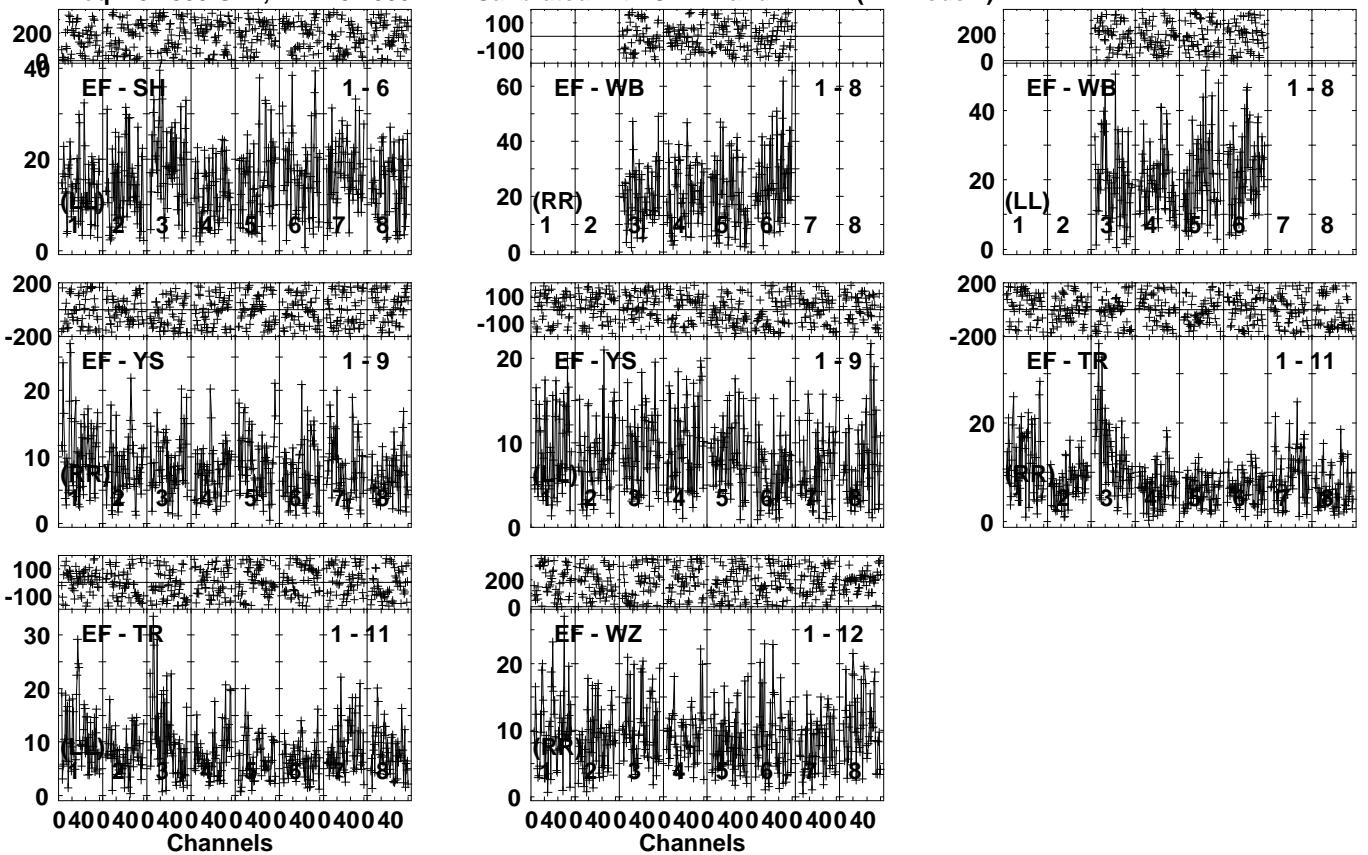 200 100 -100 200 0
0
40 EF - SH 1 - 6 60 EF - WB 1 - 8 EF - WB 1 - 8
40 40
20 20
20
(LL) (RR) (LL)
1 2 3 4 5 6 7 8 1 2 3 4 5 6 7 8 1 2 3 4 5 6 7 8
0 0 0
200 -200 100 -100 200 -200
EF - YS 1 - 9 EF - YS 1 - 9 EF - TR 1 - 11
20 20 20
10 10
(RR) (LL) (RR)
1 2 3 4 5 6 7 8 1 2 3 4 5 6 7 8 1 2 3 4 5 6 7 8
0 0 0
100 -100 200 0
30 EF - TR 1 - 11 EF - WZ 1 - 12
20 20
10 10
(LL) (RR)
1 2 3 4 5 6 7 8 1 2 3 4 5 6 7 8
0 0
0 40 0 40 0 40 0 40 0 40 0 40 0 40 0 40 0 40 0 40 0 40 0 40 0 40 0 40 0 40 0 40
Channels Channels